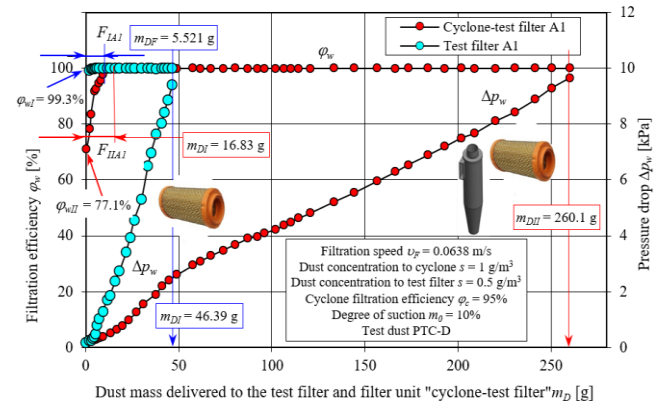 Cyclone-test filter A1
Test filter A1
F_IA1
m_DF = 5.521 g
φ_w
φ_wI = 99.3%
Δp_w
m_DI = 16.83 g
F_IIA1
φ_wII = 77.1%
m_DII = 260.1 g
Δp_w
Filtration speed υ_F = 0.0638 m/s
Dust concentration to cyclone s = 1 g/m³
Dust concentration to test filter s = 0.5 g/m³
Cyclone filtration efficiency φ_c = 95%
Degree of suction m_0 = 10%
Test dust PTC-D
m_DI = 46.39 g
Filtration efficiency φ_w [%]
100
80
60
40
20
0
Pressure drop Δp_w [kPa]
12
10
8
6
4
2
0
0 50 100 150 200 250
Dust mass delivered to the test filter and filter unit "cyclone-test filter"m_D [g]